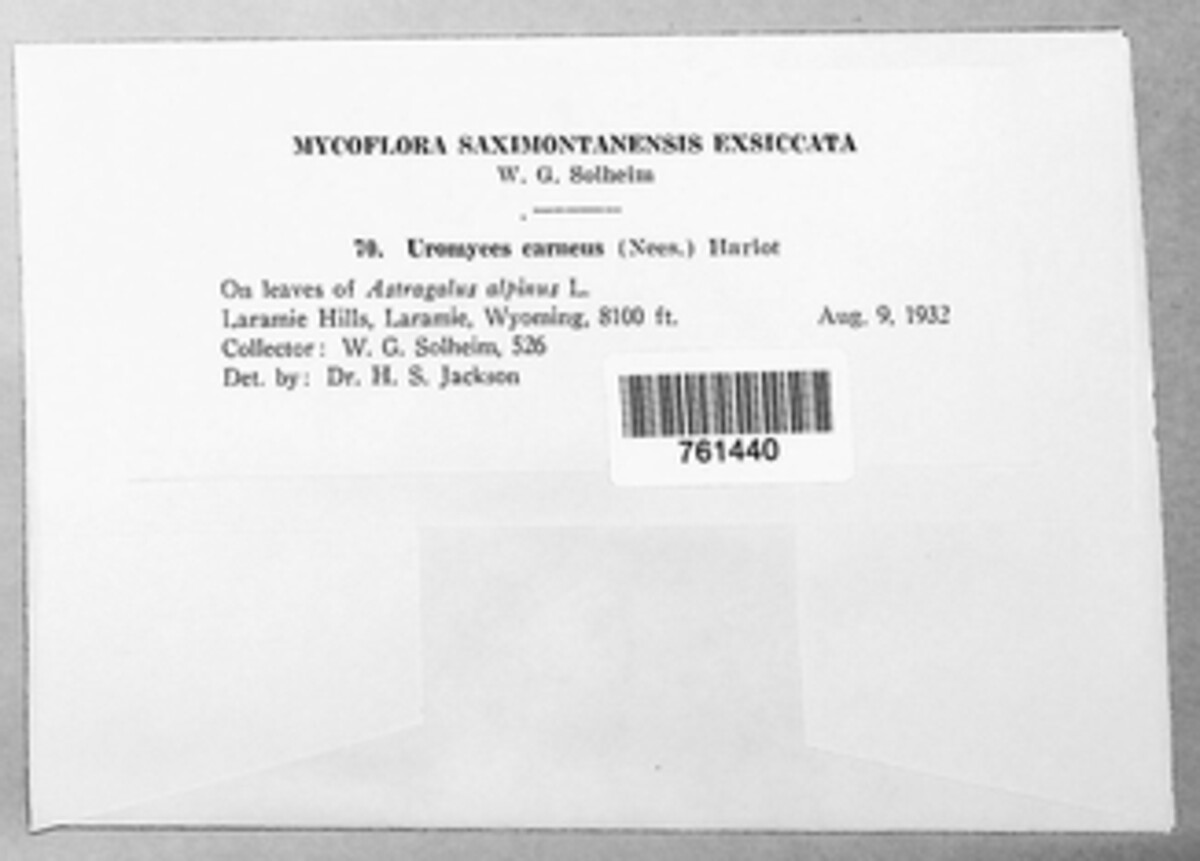 MYCOFLORA SAXIMONTANENSIS EXSICCATA
W. G. Solheim
70. Uromyces carneus (Nees.) Hariot
On leaves of Astragalus alpinus L.
Laramie Hills, Laramie, Wyoming, 8100 ft. Aug. 9, 1932
Collector: W. G. Solheim, 526
Det. by: Dr. H. S. Jackson
761440